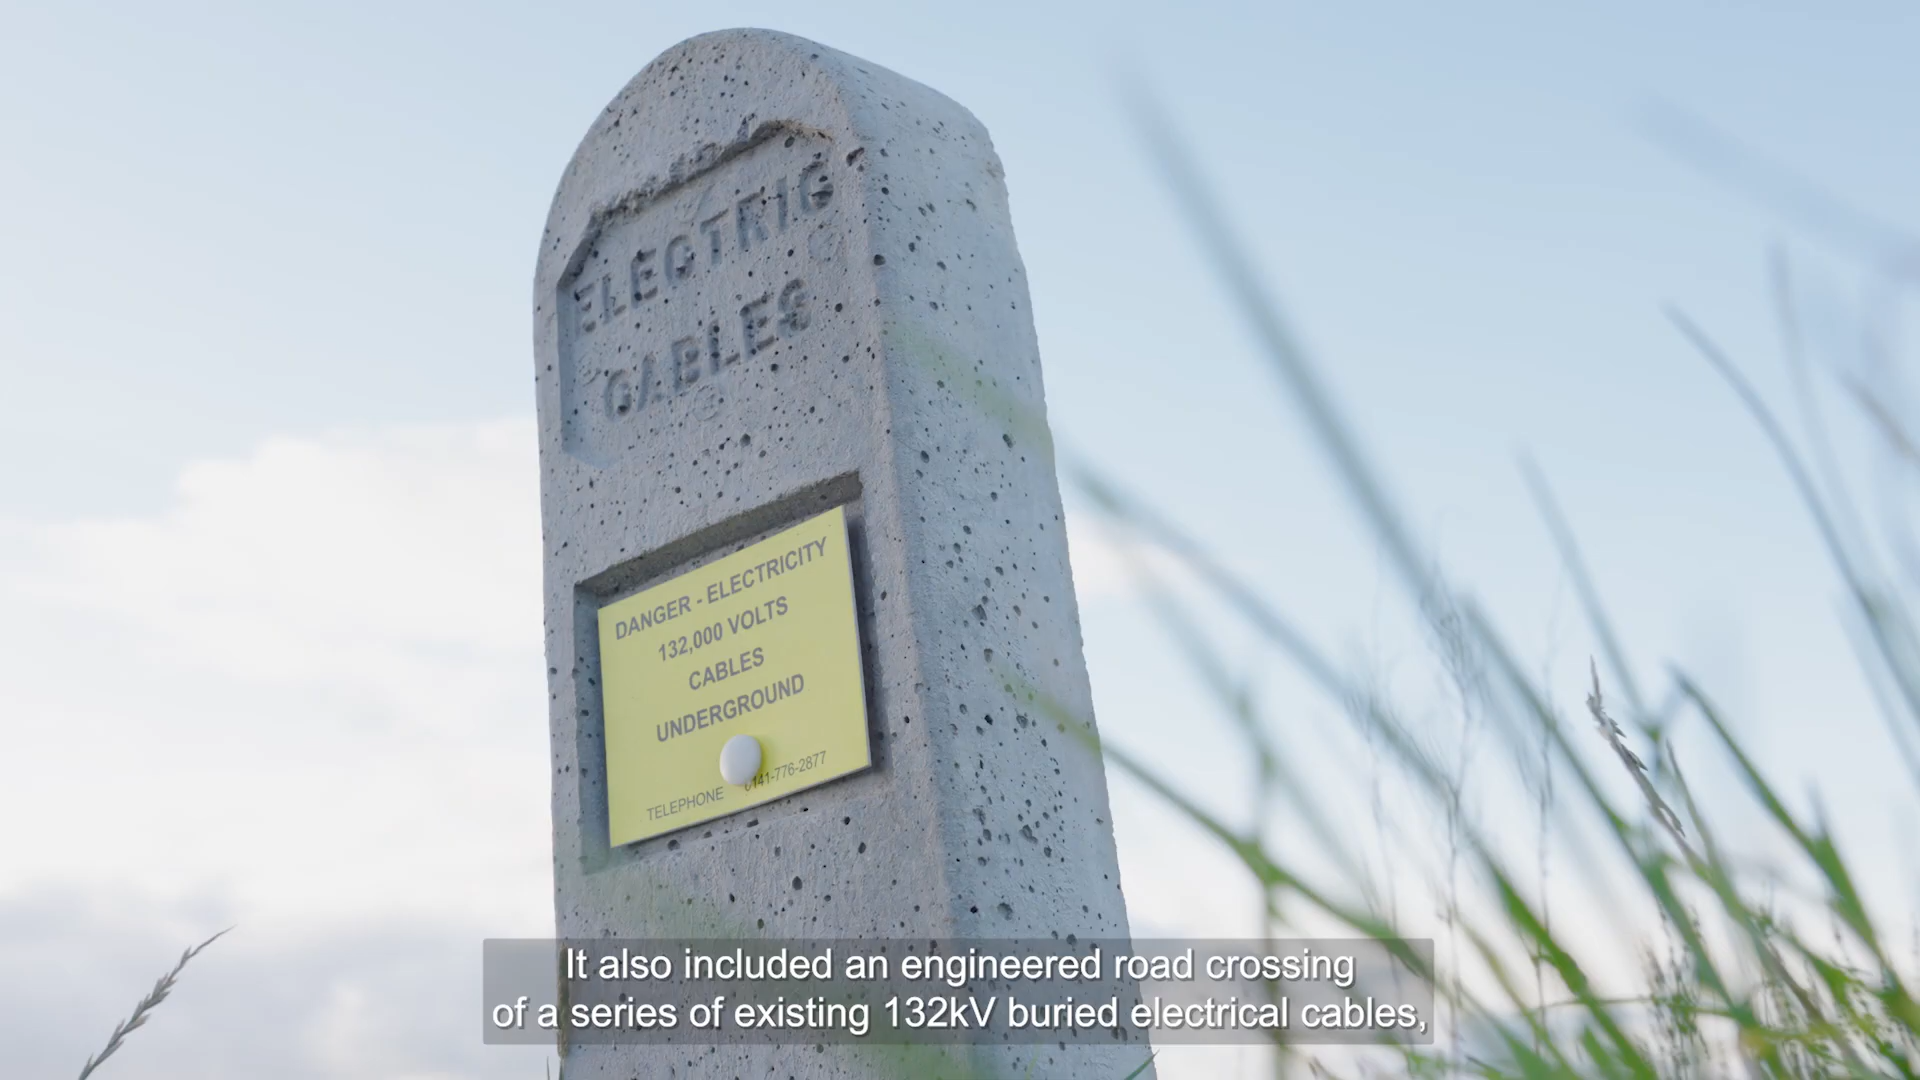 ELECTRIC
CABLES
DANGER - ELECTRICITY
132,000 VOLTS
CABLES
UNDERGROUND
TELEPHONE 0141-776-2877
It also included an engineered road crossing
of a series of existing 132kV buried electrical cables,